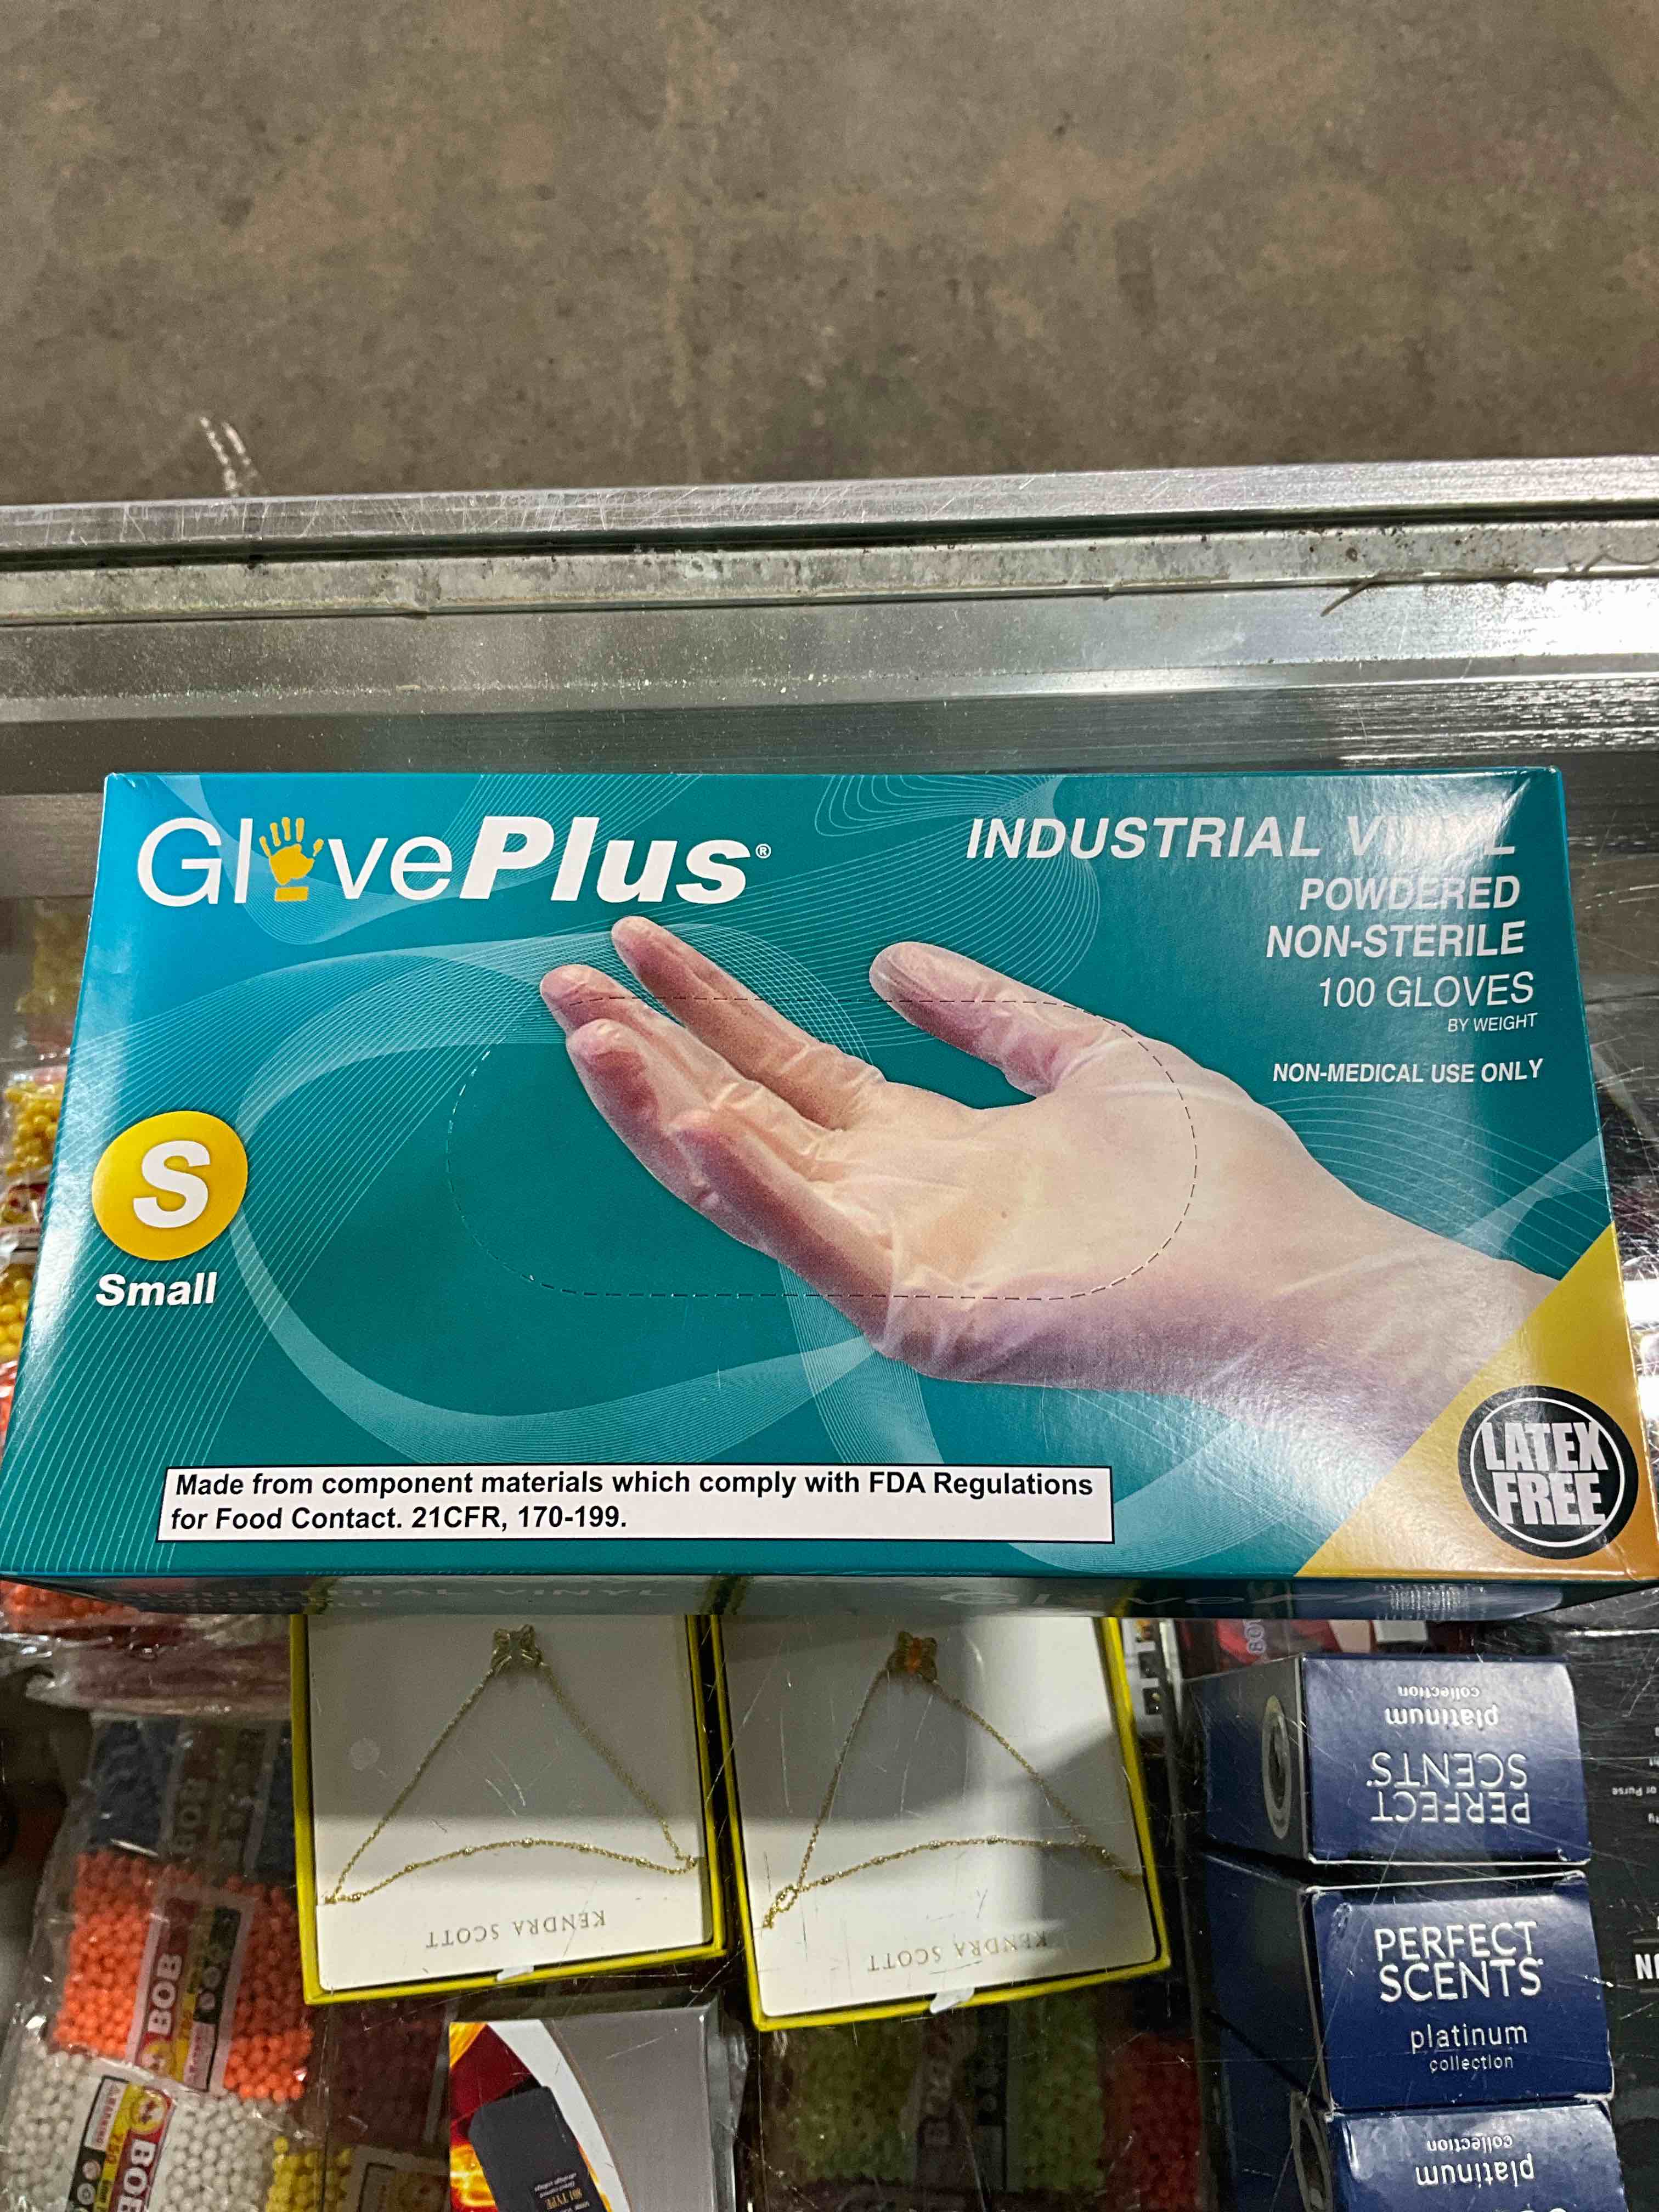 GlovePlus®
INDUSTRIAL VINYL
POWDERED
NON-STERILE
100 GLOVES
BY WEIGHT
NON-MEDICAL USE ONLY
S
Small
LATEX
FREE
Made from component materials which comply with FDA Regulations
for Food Contact. 21CFR, 170-199.
KENDRA SCOTT
KENDRA SCOTT
PERFECT
SCENTS
platinum
collection
PERFECT
SCENTS
platinum
collection
platinum
collection
BOB
BOB
BOB